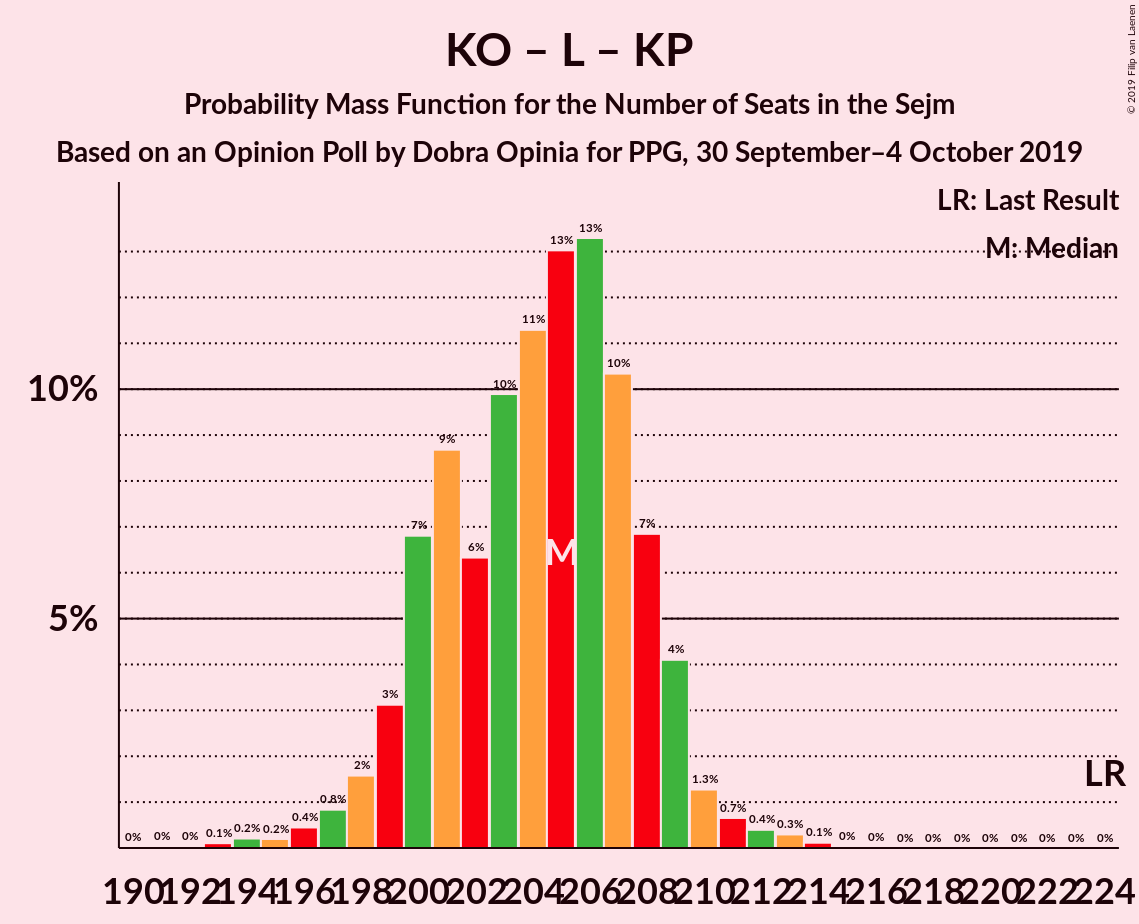 KO – L – KP
Probability Mass Function for the Number of Seats in the Sejm
Based on an Opinion Poll by Dobra Opinia for PPG, 30 September–4 October 2019
© 2019 Filip van Laenen
LR: Last Result
M: Median
10%
5%
0% 0% 0% 0.1% 0.2% 0.2% 0.4% 0.8% 2% 3% 7% 9% 6% 10% 11% 13% 13% 10% 7% 4% 1.3% 0.7% 0.4% 0.3% 0.1% 0% 0% 0% 0% 0% 0% 0% 0% 0% 0%
M
LR
190 192 194 196 198 200 202 204 206 208 210 212 214 216 218 220 222 224